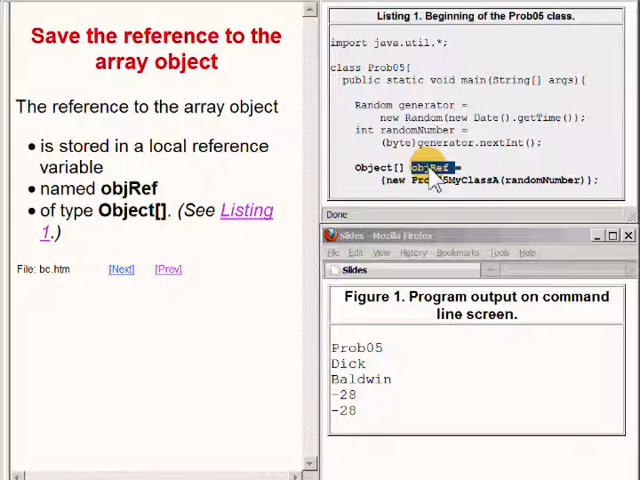 Save the reference to the
array object
The reference to the array object
is stored in a local reference
variable
named objRef
of type Object[]. (See Listing
1.)
File: bc.htm [Next] [Prev]
Listing 1. Beginning of the Prob05 class.
import java.util.*;
class Prob05{
public static void main(String[] args){
Random generator =
new Random(new Date().getTime());
int randomNumber =
(byte)generator.nextInt();
Object[] objRef =
{new Prob05MyClassA(randomNumber)};
Done
Slides - Mozilla Firefox
File Edit View History Bookmarks Tools Help
Slides
Figure 1. Program output on command
line screen.
Prob05
Dick
Baldwin
-28
-28